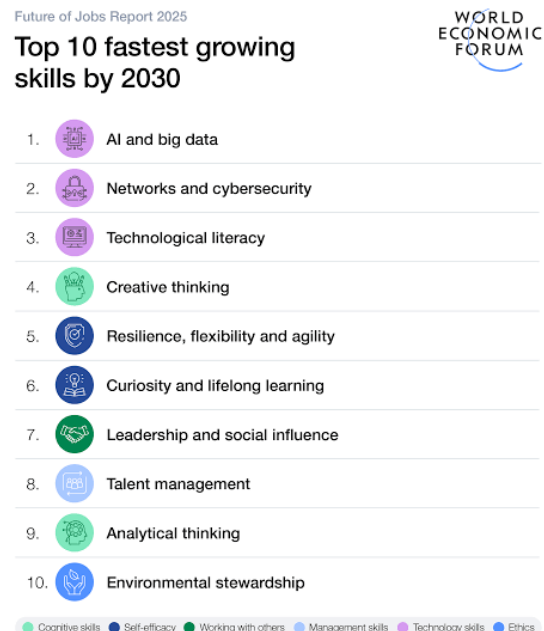 Future of Jobs Report 2025
Top 10 fastest growing
skills by 2030
WORLD
ECONOMIC
FORUM
1. AI and big data
2. Networks and cybersecurity
3. Technological literacy
4. Creative thinking
5. Resilience, flexibility and agility
6. Curiosity and lifelong learning
7. Leadership and social influence
8. Talent management
9. Analytical thinking
10. Environmental stewardship
Cognitive skills Self-efficacy Working with others Management skills Technology skills Ethics